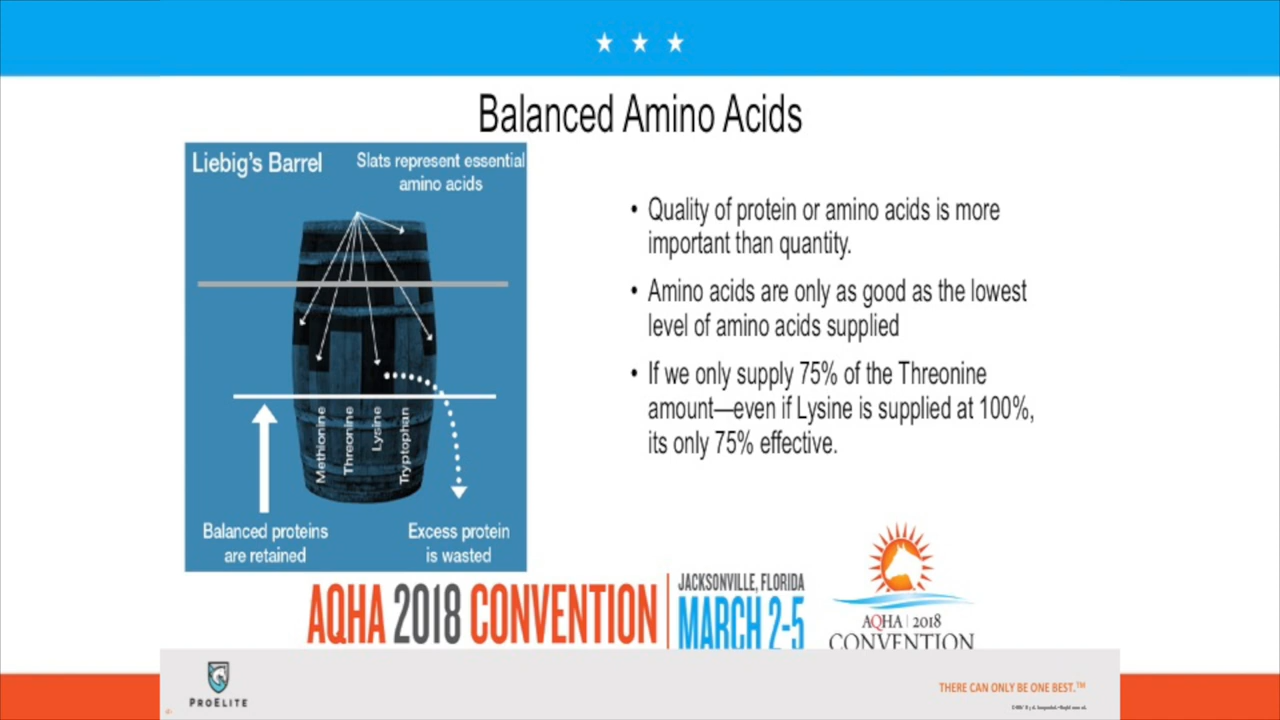 Balanced Amino Acids
Liebig's Barrel
Slats represent essential
amino acids
Methionine
Threonine
Lysine
Tryptophan
Balanced proteins
are retained
Excess protein
is wasted
• Quality of protein or amino acids is more
important than quantity.
• Amino acids are only as good as the lowest
level of amino acids supplied
• If we only supply 75% of the Threonine
amount—even if Lysine is supplied at 100%,
its only 75% effective.
AQHA 2018 CONVENTION
JACKSONVILLE, FLORIDA
MARCH 2-5
AQHA | 2018
CONVENTION
PROELITE
THERE CAN ONLY BE ONE BEST.™